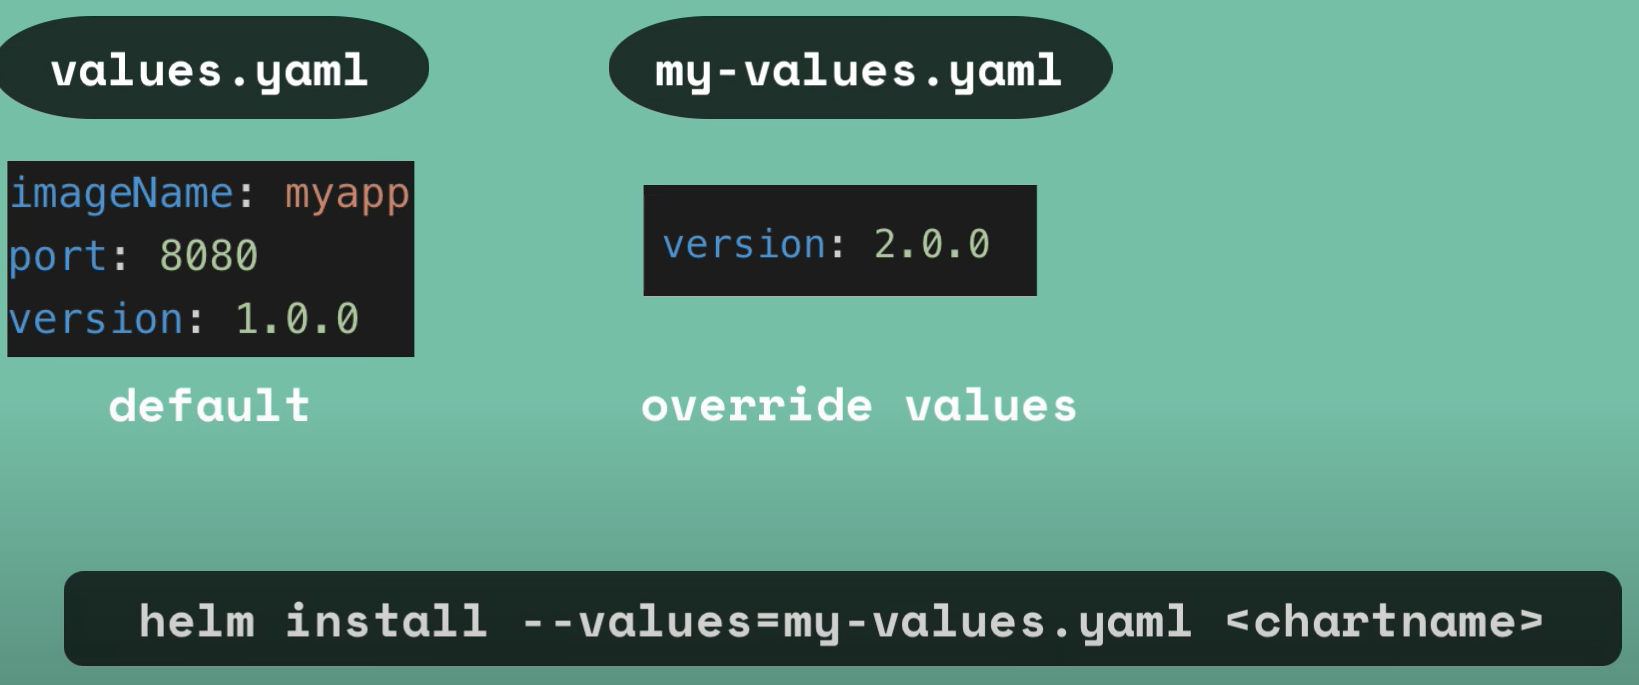 values.yaml
imageName: myapp
port: 8080
version: 1.0.0
default
my-values.yaml
version: 2.0.0
override values
helm install --values=my-values.yaml <chartname>